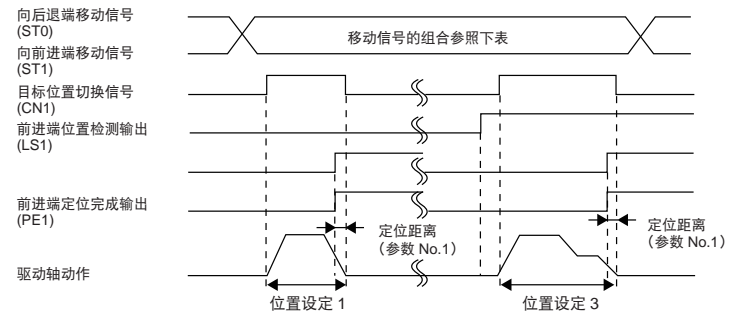 向后退端移动信号
(ST0)
向前进端移动信号
(ST1)
移动信号的组合参照下表
目标位置切换信号
(CN1)
前进端位置检测输出
(LS1)
前进端定位完成输出
(PE1)
定位距离
（参数 No.1）
定位距离
（参数 No.1）
驱动轴动作
位置设定 1
位置设定 3